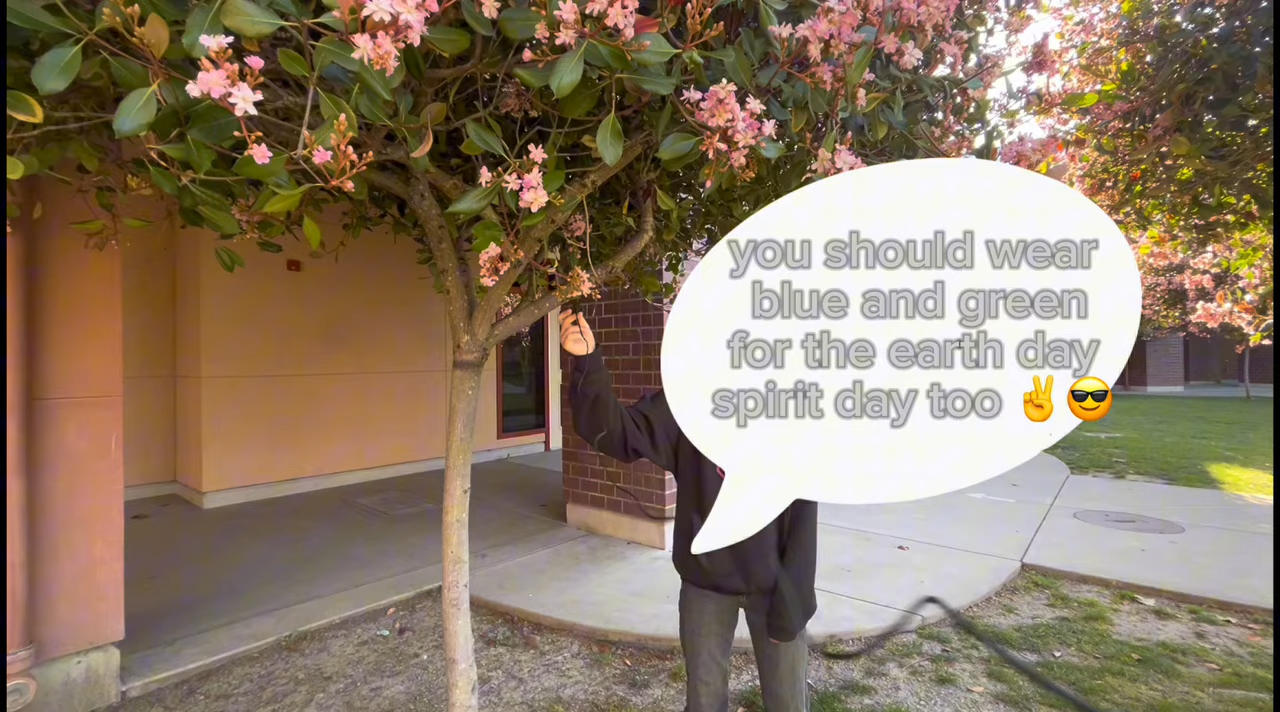 you should wear
blue and green
for the earth day
spirit day too ✌️😎